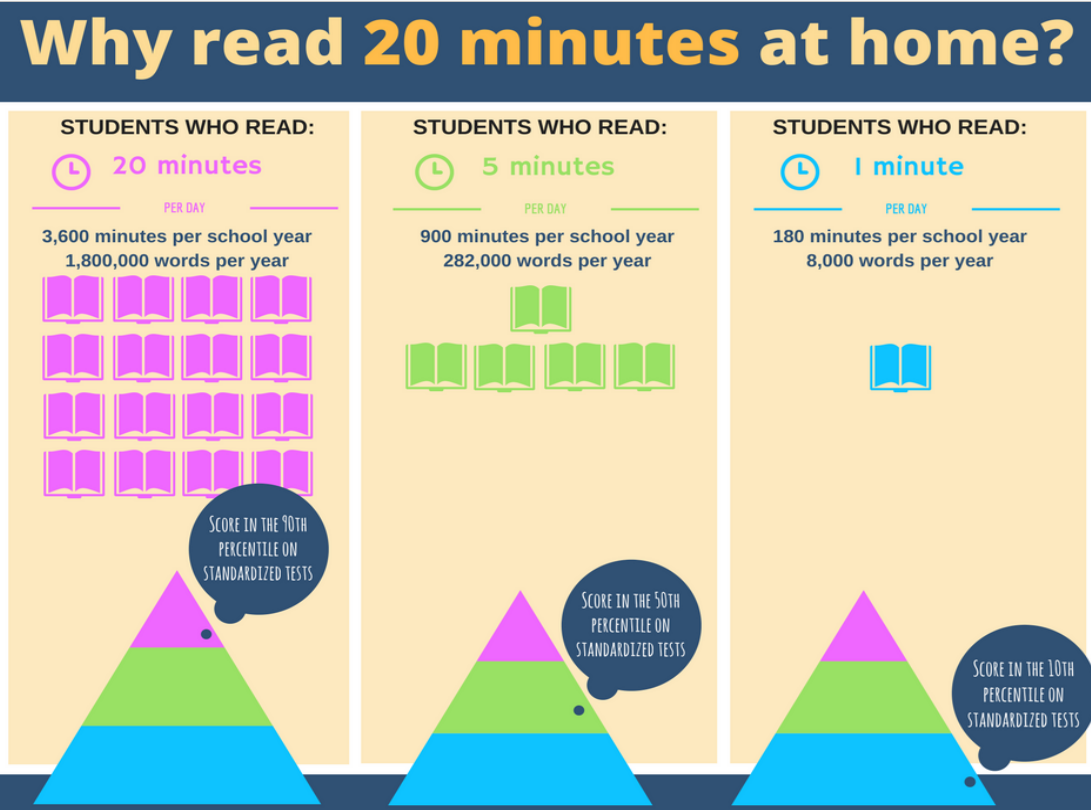 Why read 20 minutes at home?
STUDENTS WHO READ:
20 minutes
PER DAY
3,600 minutes per school year
1,800,000 words per year
SCORE IN THE 90TH
PERCENTILE ON
STANDARDIZED TESTS
STUDENTS WHO READ:
5 minutes
PER DAY
900 minutes per school year
282,000 words per year
SCORE IN THE 50TH
PERCENTILE ON
STANDARDIZED TESTS
STUDENTS WHO READ:
1 minute
PER DAY
180 minutes per school year
8,000 words per year
SCORE IN THE 10TH
PERCENTILE ON
STANDARDIZED TESTS